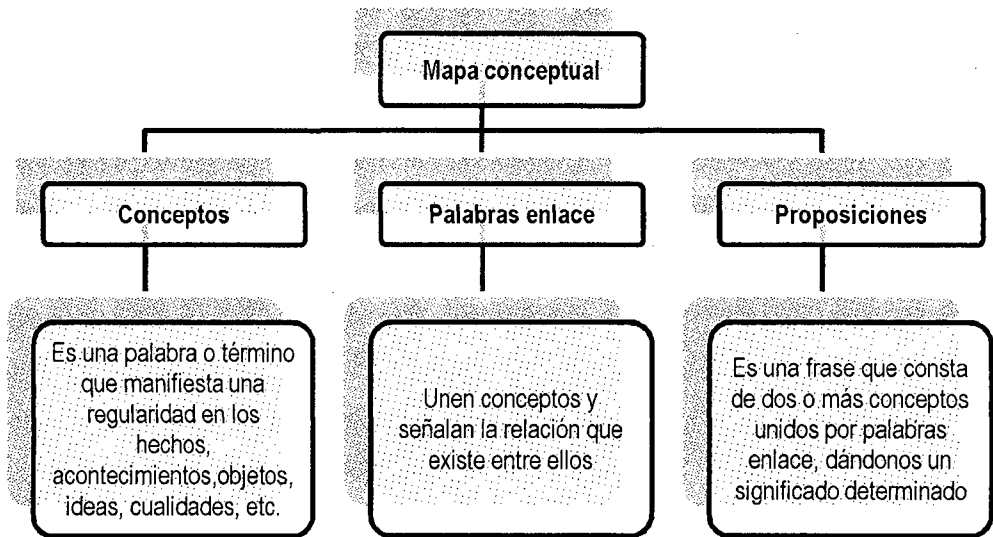 Mapa conceptual
Conceptos
Palabras enlace
Proposiciones
Es una palabra o término
que manifiesta una
regularidad en los
hechos,
acontecimientos,objetos,
ideas, cualidades, etc.
Unen conceptos y
señalan la relación que
existe entre ellos
Es una frase que consta
de dos o más conceptos
unidos por palabras
enlace, dándonos un
significado determinado